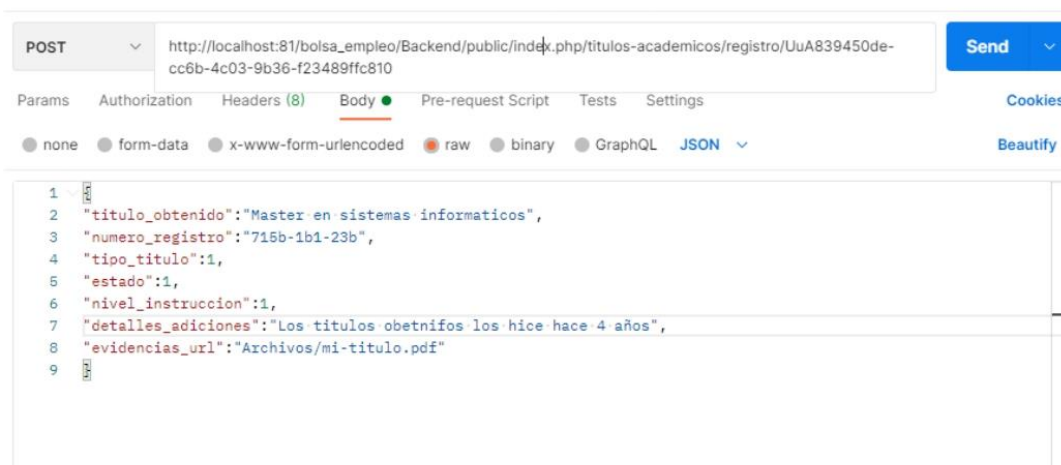 POST
http://localhost:81/bolsa_empleo/Backend/public/index.php/titulos-academicos/registro/UuA839450de-
cc6b-4c03-9b36-f23489ffc810
Send
Params Authorization Headers (8) Body Pre-request Script Tests Settings Cookies
none form-data x-www-form-urlencoded raw binary GraphQL JSON Beautify
1 {
2 "titulo_obtenido":"Master en sistemas informaticos",
3 "numero_registro":"715b-1b1-23b",
4 "tipo_titulo":1,
5 "estado":1,
6 "nivel_instruccion":1,
7 "detalles_adiciones":"Los titulos obetnifos los hice hace 4 años",
8 "evidencias_url":"Archivos/mi-titulo.pdf"
9 }